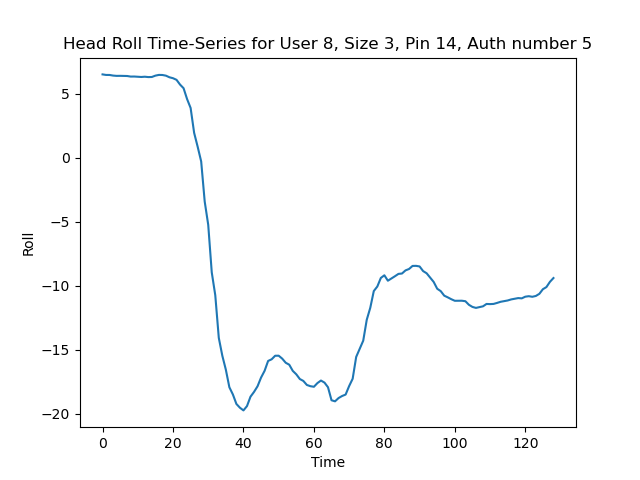 Head Roll Time-Series for User 8, Size 3, Pin 14, Auth number 5
5
0
−5
−10
−15
−20
Roll
0 20 40 60 80 100 120
Time